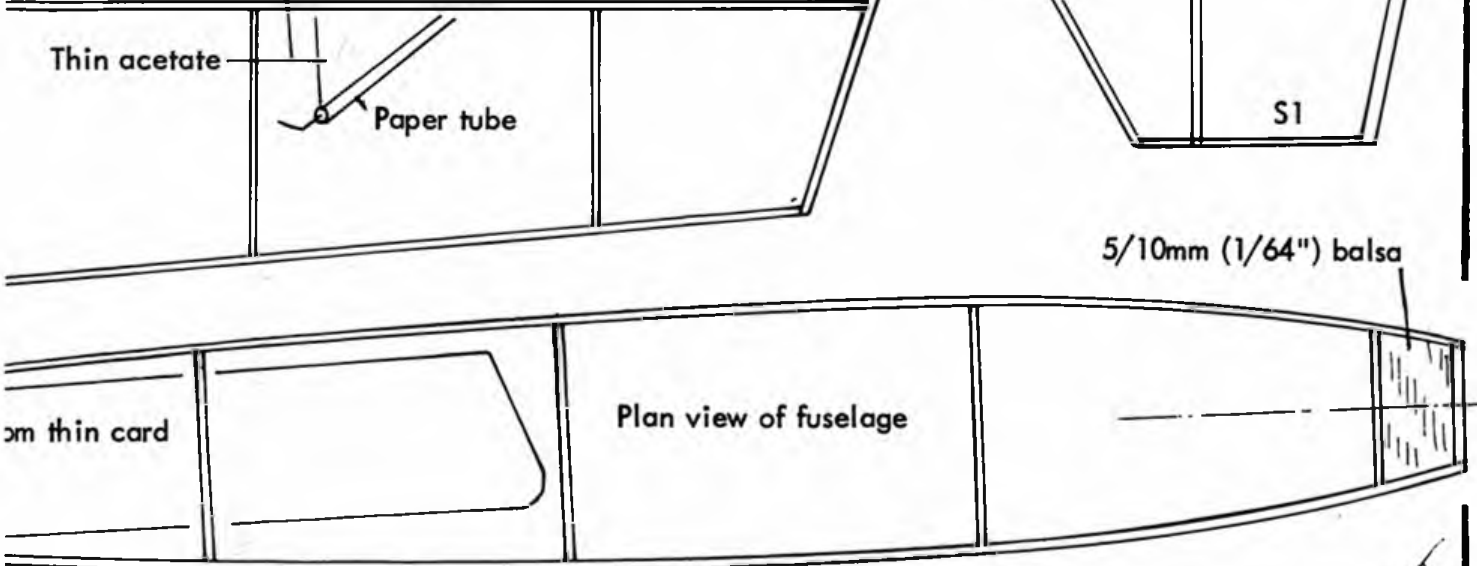 Thin acetate
Paper tube
S1
5/10mm (1/64") balsa
Plan view of fuselage
thin card